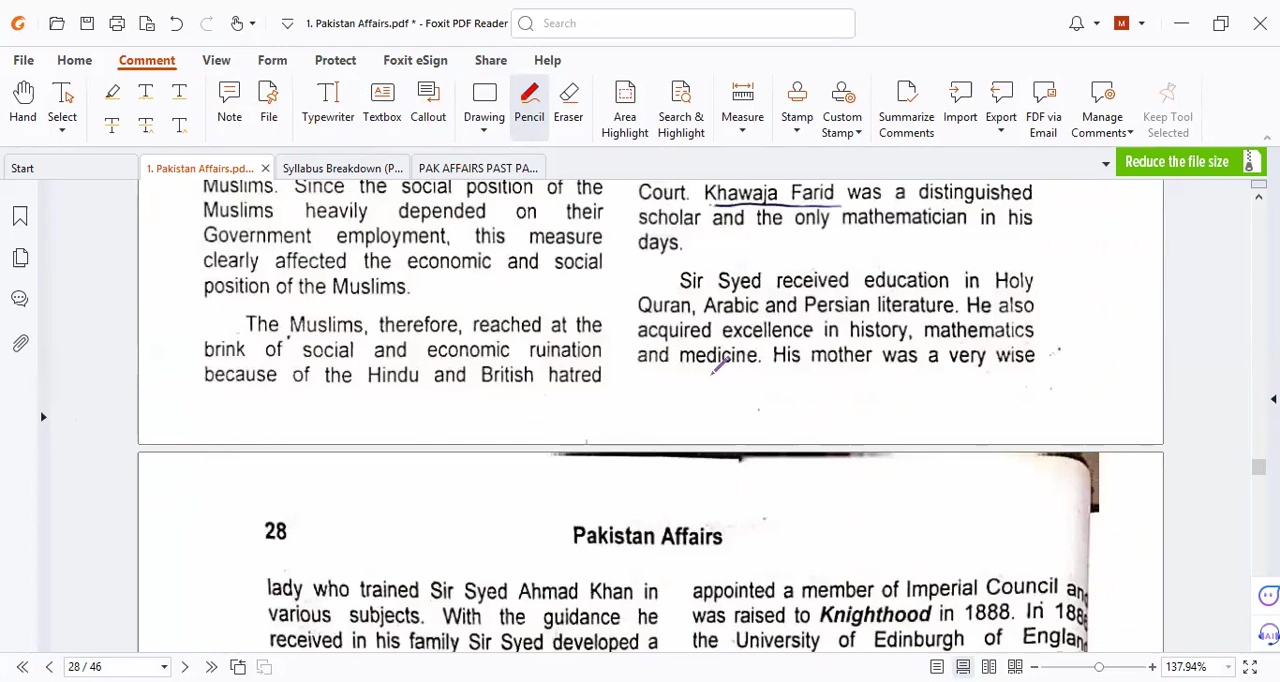 1. Pakistan Affairs.pdf * - Foxit PDF Reader
Search
M
File Home Comment View Form Protect Foxit eSign Share Help
Hand
Select
Note
File
Typewriter
Textbox
Callout
Drawing
Pencil
Eraser
Area
Highlight
Search &
Highlight
Measure
Stamp
Custom
Stamp
Summarize
Comments
Import
Export
FDF via
Email
Manage
Comments
Keep Tool
Selected
Start
1. Pakistan Affairs.pd...
Syllabus Breakdown (P...
PAK AFFAIRS PAST PA...
Reduce the file size
Muslims. Since the social position of the
Muslims heavily depended on their
Government employment, this measure
clearly affected the economic and social
position of the Muslims.
The Muslims, therefore, reached at the
brink of social and economic ruination
because of the Hindu and British hatred
Court. Khawaja Farid was a distinguished
scholar and the only mathematician in his
days.
Sir Syed received education in Holy
Quran, Arabic and Persian literature. He also
acquired excellence in history, mathematics
and medicine. His mother was a very wise
28
Pakistan Affairs
lady who trained Sir Syed Ahmad Khan in
various subjects. With the guidance he
received in his family Sir Syed developed a
appointed a member of Imperial Council
was raised to Knighthood in 1888. In
the University of Edinburgh of
28 / 46
137.94%
AI